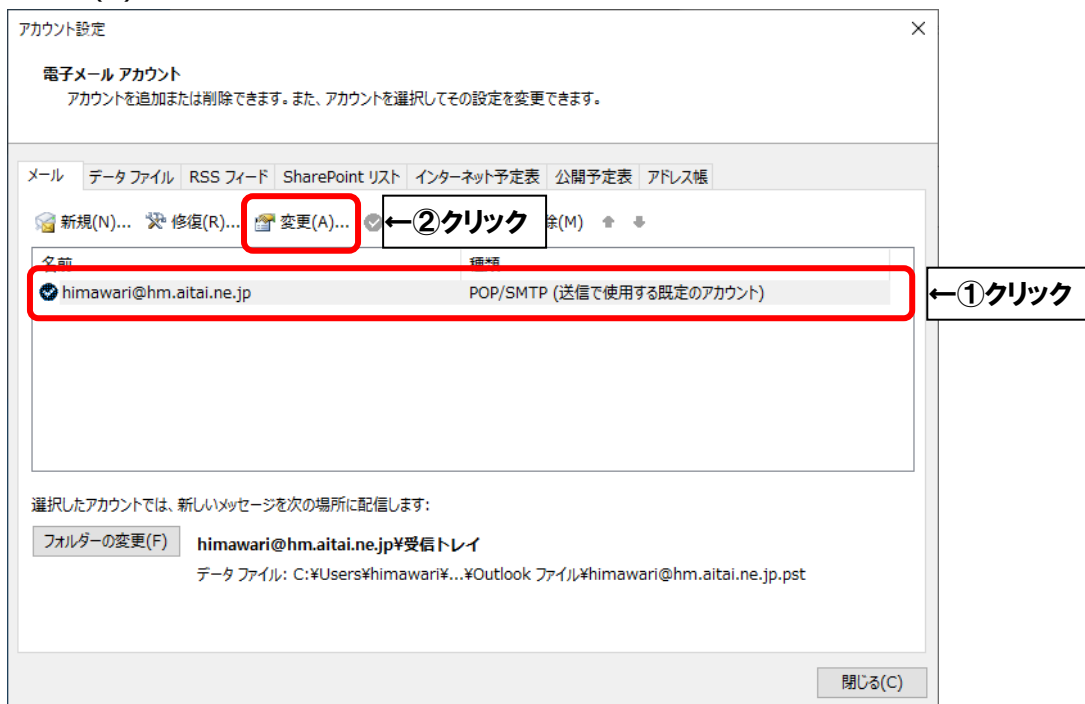 アカウント設定
電子メール アカウント
アカウントを追加または削除できます。また、アカウントを選択してその設定を変更できます。
メール データ ファイル RSS フィード SharePoint リスト インターネット予定表 公開予定表 アドレス帳
新規(N)... 修復(R)... 変更(A)... ←②クリック 除(M)
名前 種類
himawari@hm.aitai.ne.jp POP/SMTP (送信で使用する既定のアカウント) ←①クリック
選択したアカウントでは、新しいメッセージを次の場所に配信します:
フォルダーの変更(F) himawari@hm.aitai.ne.jp¥受信トレイ
データ ファイル: C:¥Users¥himawari¥...¥Outlook ファイル¥himawari@hm.aitai.ne.jp.pst
閉じる(C)